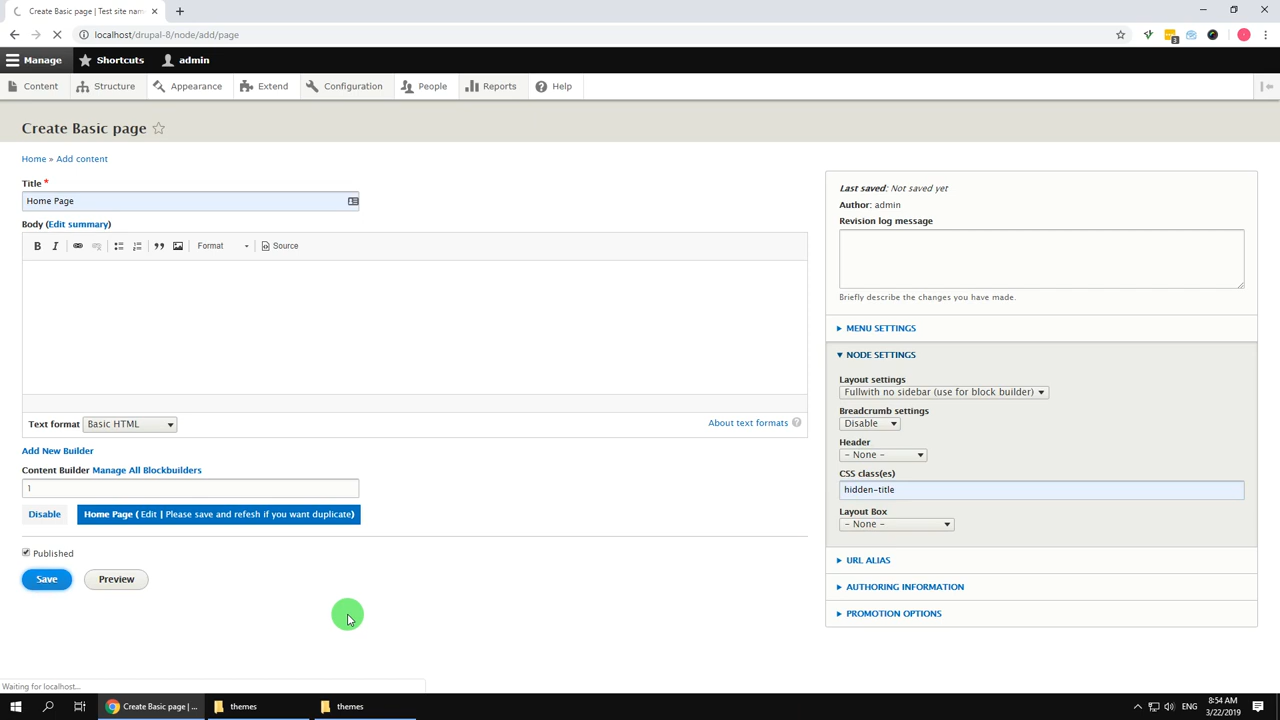 Create Basic page | Test site nam
localhost/drupal-8/node/add/page
3
Manage
Shortcuts
admin
Content
Structure
Appearance
Extend
Configuration
People
Reports
Help
Create Basic page
Home » Add content
Title *
Home Page
Body (Edit summary)
B I Format Source
Text format Basic HTML
About text formats ?
Add New Builder
Content Builder Manage All Blockbuilders
1
Disable
Home Page ( Edit | Please save and refesh if you want duplicate)
Published
Save
Preview
Last saved: Not saved yet
Author: admin
Revision log message
Briefly describe the changes you have made.
MENU SETTINGS
NODE SETTINGS
Layout settings
Fullwith no sidebar (use for block builder)
Breadcrumb settings
Disable
Header
- None -
CSS class(es)
hidden-title
Layout Box
- None -
URL ALIAS
AUTHORING INFORMATION
PROMOTION OPTIONS
Waiting for localhost...
Create Basic page | ...
themes
themes
ENG
8:54 AM
3/22/2019